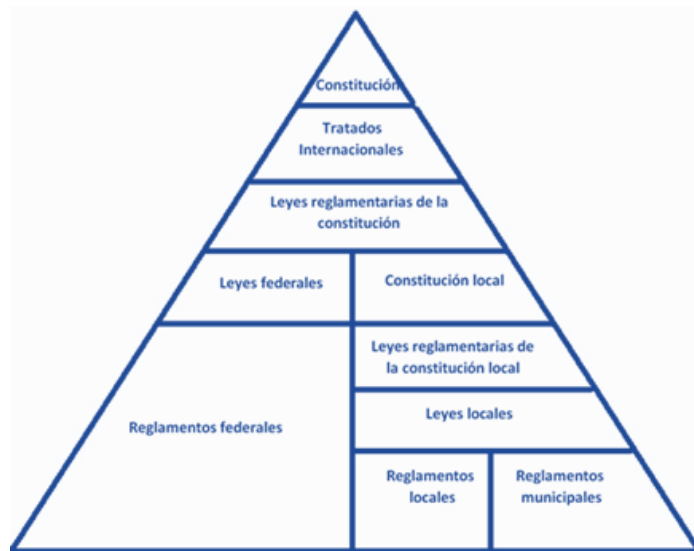 Constitución
Tratados
Internacionales
Leyes reglamentarias de la
constitución
Leyes federales
Constitución local
Leyes reglamentarias de
la constitución local
Leyes locales
Reglamentos federales
Reglamentos
locales
Reglamentos
municipales